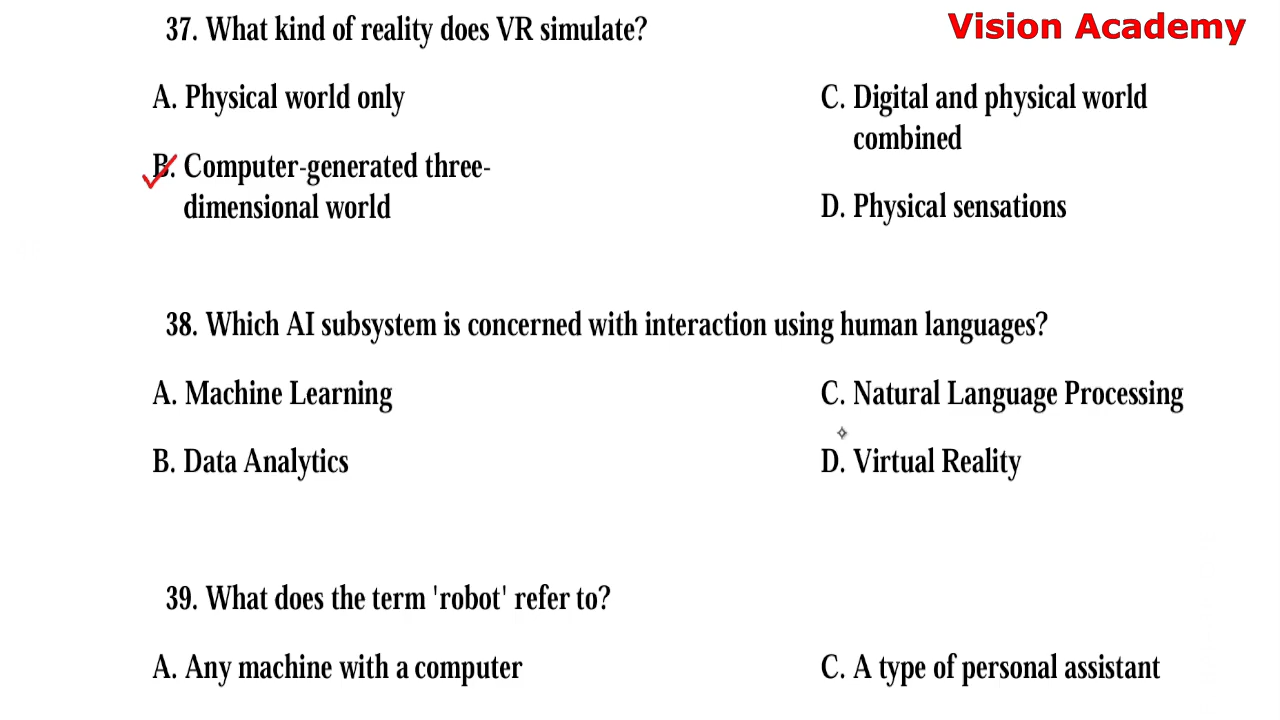 37. What kind of reality does VR simulate?
Vision Academy
A. Physical world only
B. Computer-generated three-
dimensional world
C. Digital and physical world
combined
D. Physical sensations
38. Which AI subsystem is concerned with interaction using human languages?
A. Machine Learning
B. Data Analytics
C. Natural Language Processing
D. Virtual Reality
39. What does the term 'robot' refer to?
A. Any machine with a computer
C. A type of personal assistant